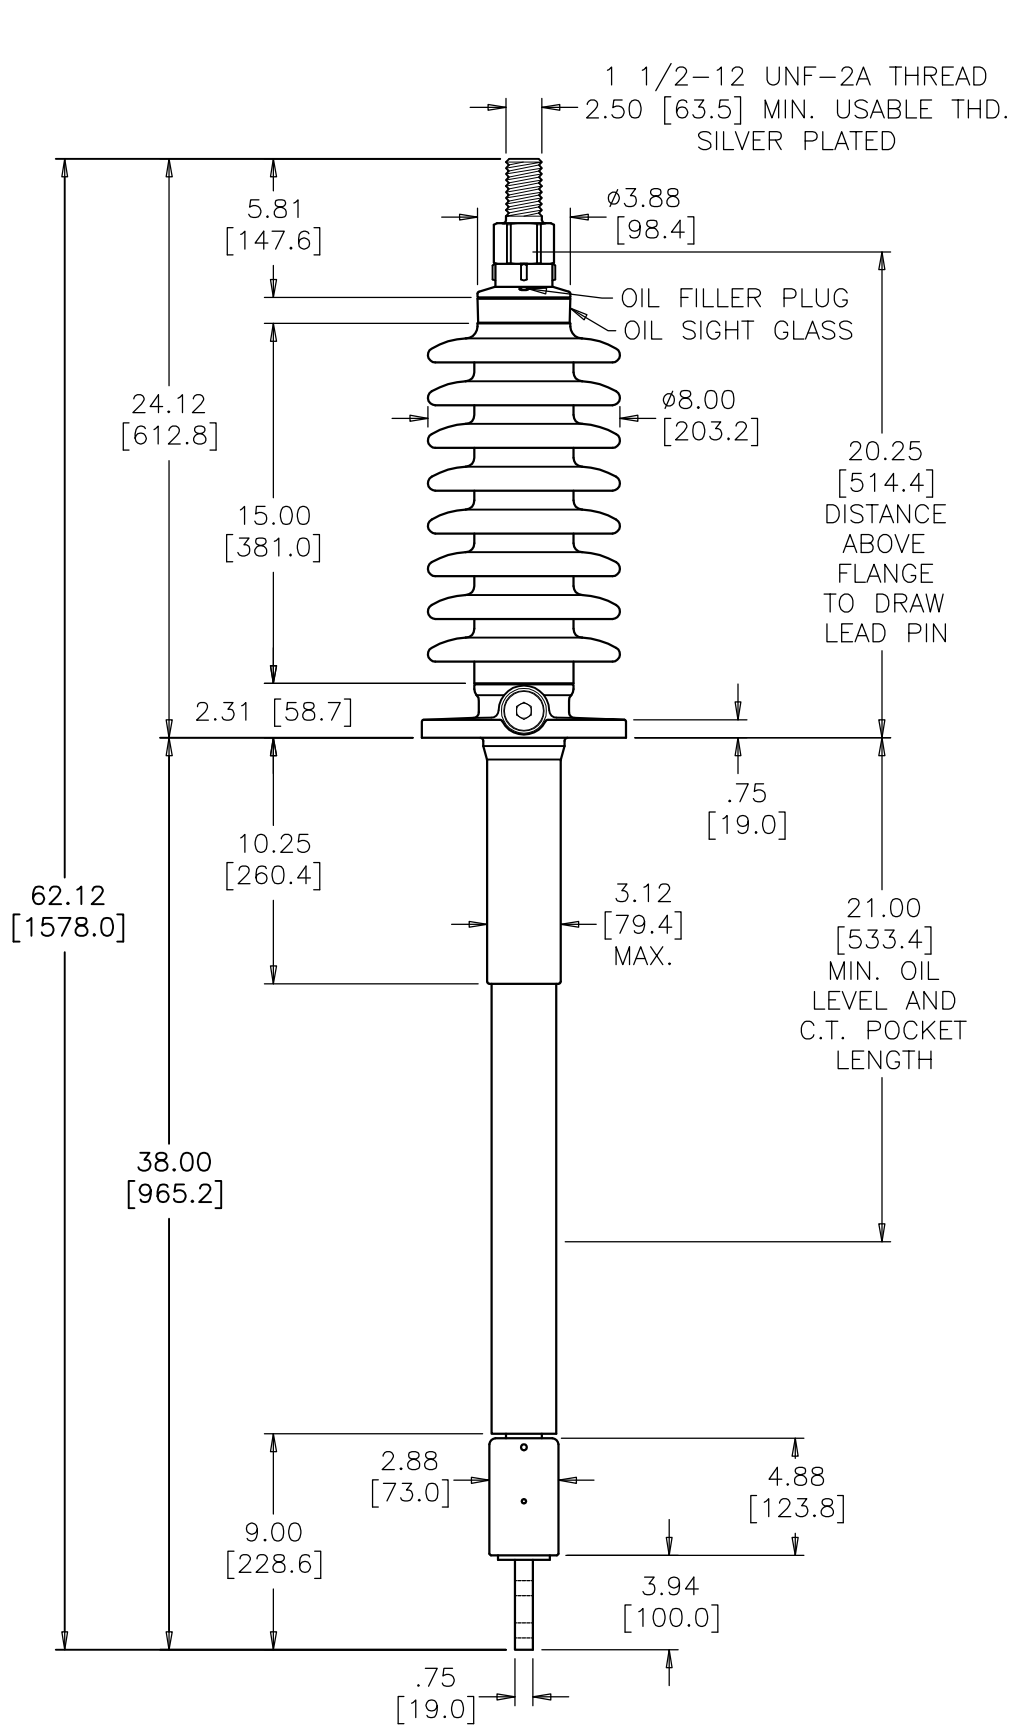 1 1/2-12 UNF-2A THREAD
2.50 [63.5] MIN. USABLE THD.
SILVER PLATED
5.81
[147.6]
ø3.88
[98.4]
OIL FILLER PLUG
OIL SIGHT GLASS
24.12
[612.8]
ø8.00
[203.2]
20.25
[514.4]
DISTANCE
ABOVE
FLANGE
TO DRAW
LEAD PIN
15.00
[381.0]
2.31 [58.7]
.75
[19.0]
10.25
[260.4]
62.12
[1578.0]
3.12
[79.4]
MAX.
21.00
[533.4]
MIN. OIL
LEVEL AND
C.T. POCKET
LENGTH
38.00
[965.2]
2.88
[73.0]
4.88
[123.8]
9.00
[228.6]
3.94
[100.0]
.75
[19.0]